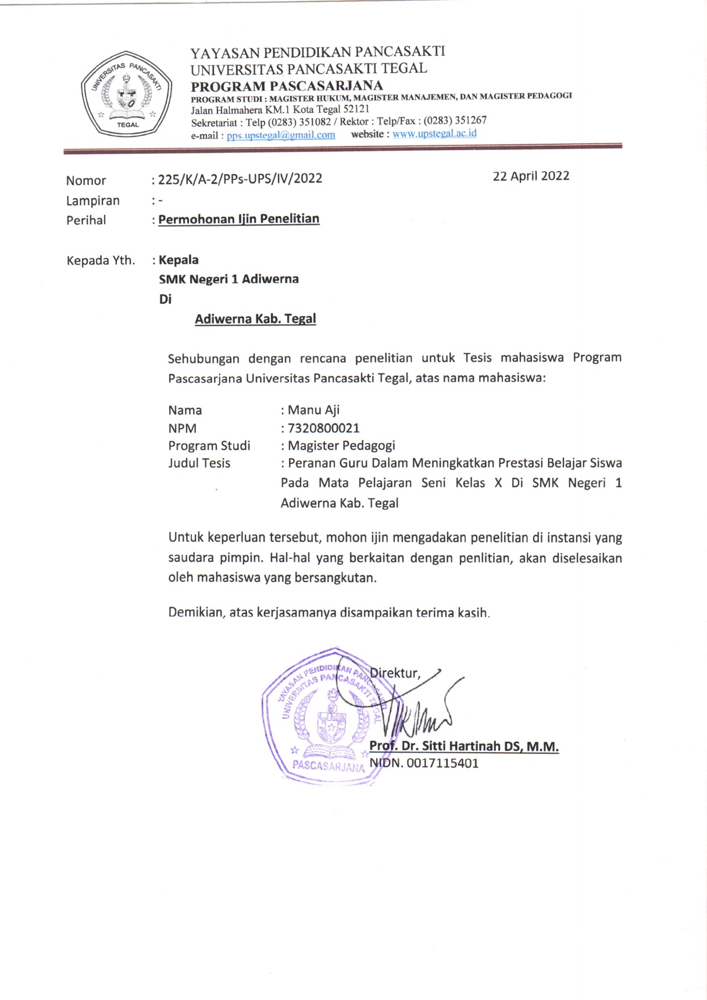 UNIVERSITAS PANCASAKTI
TEGAL
YAYASAN PENDIDIKAN PANCASAKTI
UNIVERSITAS PANCASAKTI TEGAL
PROGRAM PASCASARJANA
PROGRAM STUDI : MAGISTER HUKUM, MAGISTER MANAJEMEN, DAN MAGISTER PEDAGOGI
Jalan Halmahera KM.1 Kota Tegal 52121
Sekretariat : Telp (0283) 351082 / Rektor : Telp/Fax : (0283) 351267
e-mail : pps.upstegal@gmail.com website : www.upstegal.ac.id
Nomor : 225/K/A-2/PPs-UPS/IV/2022 22 April 2022
Lampiran : -
Perihal : Permohonan Ijin Penelitian
Kepada Yth. : Kepala
SMK Negeri 1 Adiwerna
Di
Adiwerna Kab. Tegal
Sehubungan dengan rencana penelitian untuk Tesis mahasiswa Program
Pascasarjana Universitas Pancasakti Tegal, atas nama mahasiswa:
Nama : Manu Aji
NPM : 7320800021
Program Studi : Magister Pedagogi
Judul Tesis : Peranan Guru Dalam Meningkatkan Prestasi Belajar Siswa
Pada Mata Pelajaran Seni Kelas X Di SMK Negeri 1
Adiwerna Kab. Tegal
Untuk keperluan tersebut, mohon ijin mengadakan penelitian di instansi yang
saudara pimpin. Hal-hal yang berkaitan dengan penlitian, akan diselesaikan
oleh mahasiswa yang bersangkutan.
Demikian, atas kerjasamanya disampaikan terima kasih.
Direktur,
YAYASAN PENDIDIKAN PANCASAKTI
UNIVERSITAS PANCASAKTI TEGAL
PASCASARJANA
Prof. Dr. Sitti Hartinah DS, M.M.
NIDN. 0017115401